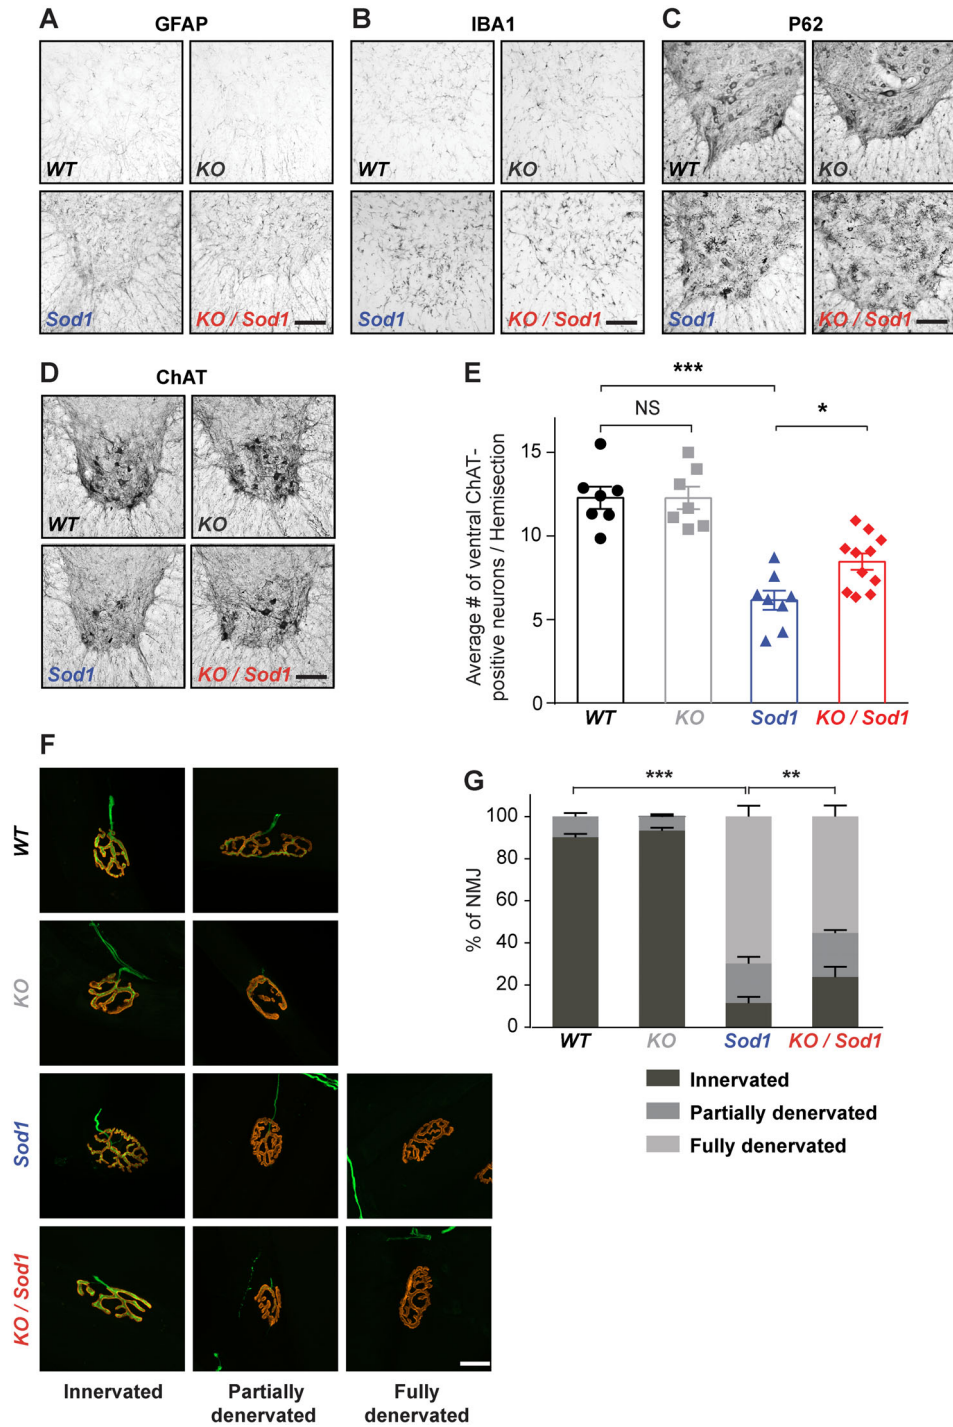 A GFAP
WT
KO
Sod1
KO / Sod1
B IBA1
WT
KO
Sod1
KO / Sod1
C P62
WT
KO
Sod1
KO / Sod1
D ChAT
WT
KO
Sod1
KO / Sod1
E
***
NS
*
Average # of ventral ChAT-
positive neurons / Hemisection
15
10
5
0
WT KO Sod1 KO / Sod1
F
WT
KO
Sod1
KO / Sod1
Innervated
Partially
denervated
Fully
denervated
G
*** **
% of NMJ
100
80
60
40
20
0
WT KO Sod1 KO / Sod1
Innervated
Partially denervated
Fully denervated